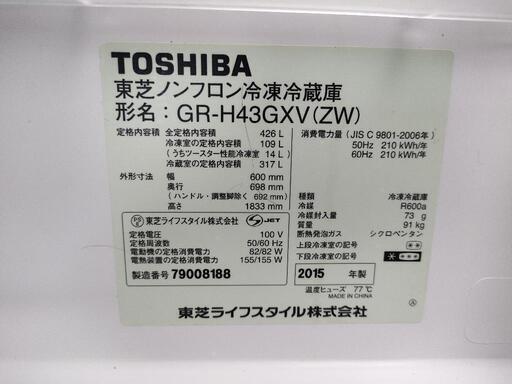 TOSHIBA
東芝ノンフロン冷凍冷蔵庫
形名：GR-H43GXV(ZW)
定格内容積 全定格内容積 426 L
冷凍室の定格内容積 109 L
(うちツースター性能冷凍室 14 L)
冷蔵室の定格内容積 317 L
外形寸法 幅 600 mm
奥行 698 mm
(ハンドル・調整脚除く 692 mm)
高さ 1833 mm
消費電力量 (JIS C 9801-2006年)
50Hz 210 kWh/年
60Hz 210 kWh/年
種類 冷凍冷蔵庫
冷媒 R600a
冷媒封入量 73 g
質量 91 kg
断熱発泡ガス シクロペンタン
上段冷凍室の記号
下段冷凍室の記号
PSE 東芝ライフスタイル株式会社 JET
定格電圧 100 V
定格周波数 50/60 Hz
電動機の定格消費電力 82/82 W
電熱装置の定格消費電力 155/155 W
製造番号 79008188
2015 年製
温度ヒューズ 77℃
MADE IN CHINA
東芝ライフスタイル株式会社
Ⓐ